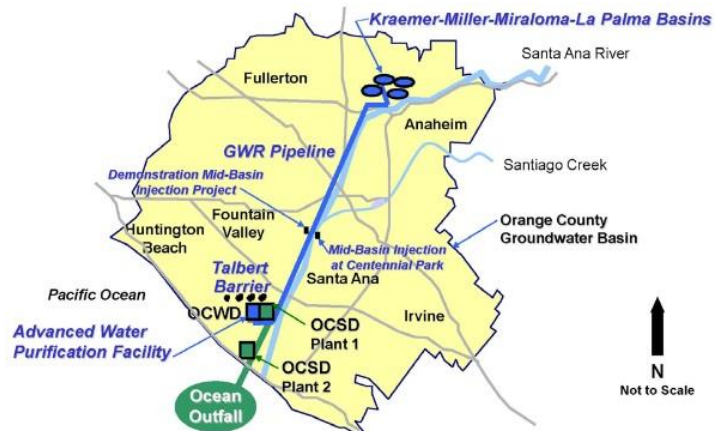 Kraemer-Miller-Miraloma-La Palma Basins
Santa Ana River
Fullerton
Anaheim
GWR Pipeline
Santiago Creek
Demonstration Mid-Basin
Injection Project
Fountain
Valley
Orange County
Groundwater Basin
Huntington
Beach
Mid-Basin Injection
at Centennial Park
Talbert
Barrier
Santa Ana
Pacific Ocean
OCWD
Irvine
Advanced Water
Purification Facility
OCSD
Plant 1
OCSD
Plant 2
N
Not to Scale
Ocean
Outfall